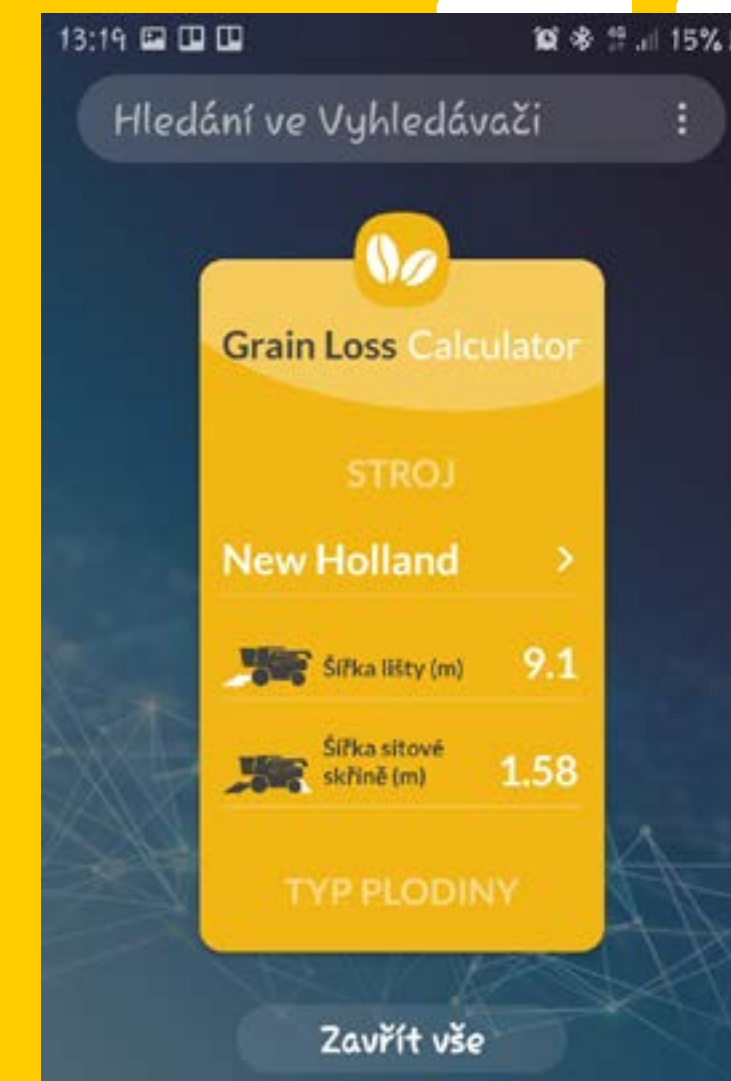 13:19 15%
Hledání ve Vyhledávači
Grain Loss Calculator
STROJ
New Holland >
Šířka lišty (m) 9.1
Šířka sítové
skříně (m) 1.58
TYP PLODINY
Zavřít vše